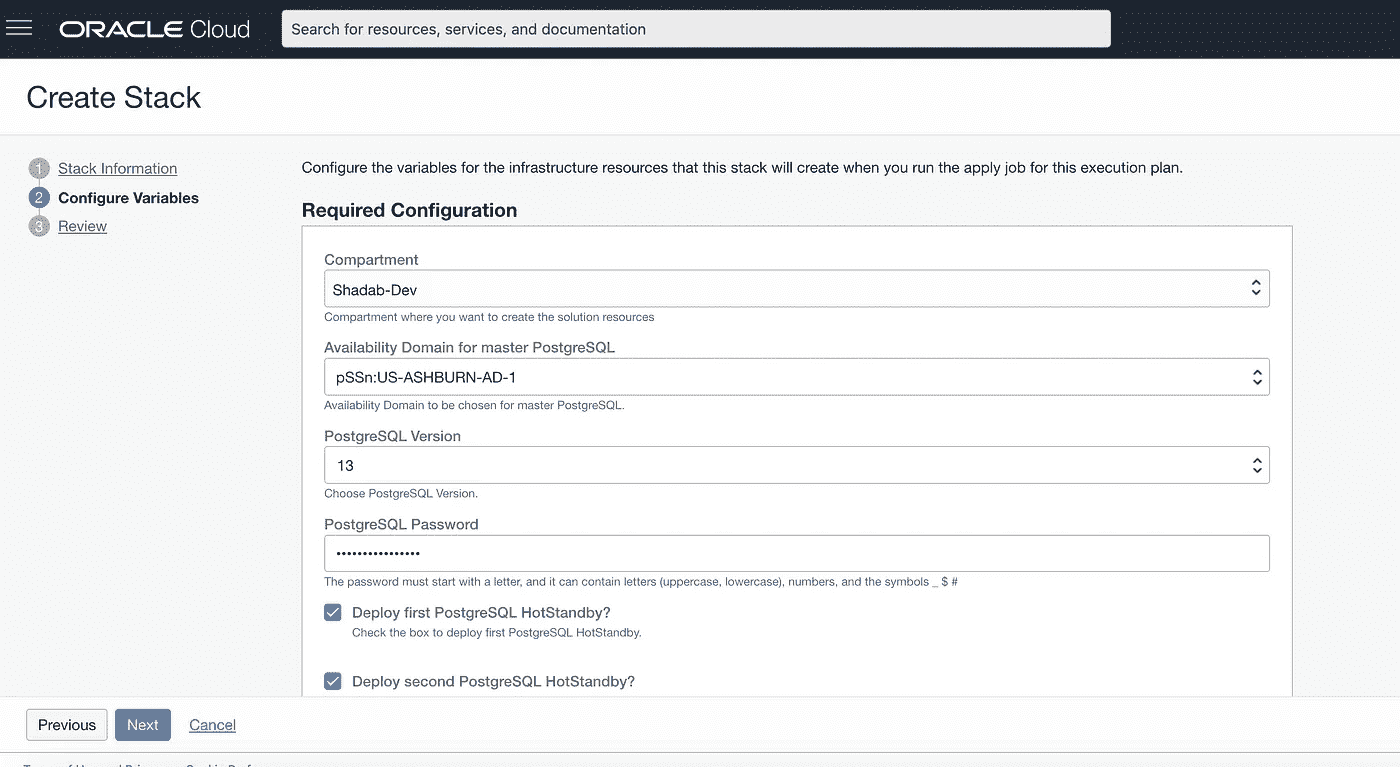 ORACLE Cloud
Search for resources, services, and documentation
Create Stack
1 Stack Information
2 Configure Variables
3 Review
Configure the variables for the infrastructure resources that this stack will create when you run the apply job for this execution plan.
Required Configuration
Compartment
Shadab-Dev
Compartment where you want to create the solution resources
Availability Domain for master PostgreSQL
pSSn:US-ASHBURN-AD-1
Availability Domain to be chosen for master PostgreSQL.
PostgreSQL Version
13
Choose PostgreSQL Version.
PostgreSQL Password
••••••••••••••••
The password must start with a letter, and it can contain letters (uppercase, lowercase), numbers, and the symbols _ $ #
Deploy first PostgreSQL HotStandby?
Check the box to deploy first PostgreSQL HotStandby.
Deploy second PostgreSQL HotStandby?
Previous Next Cancel